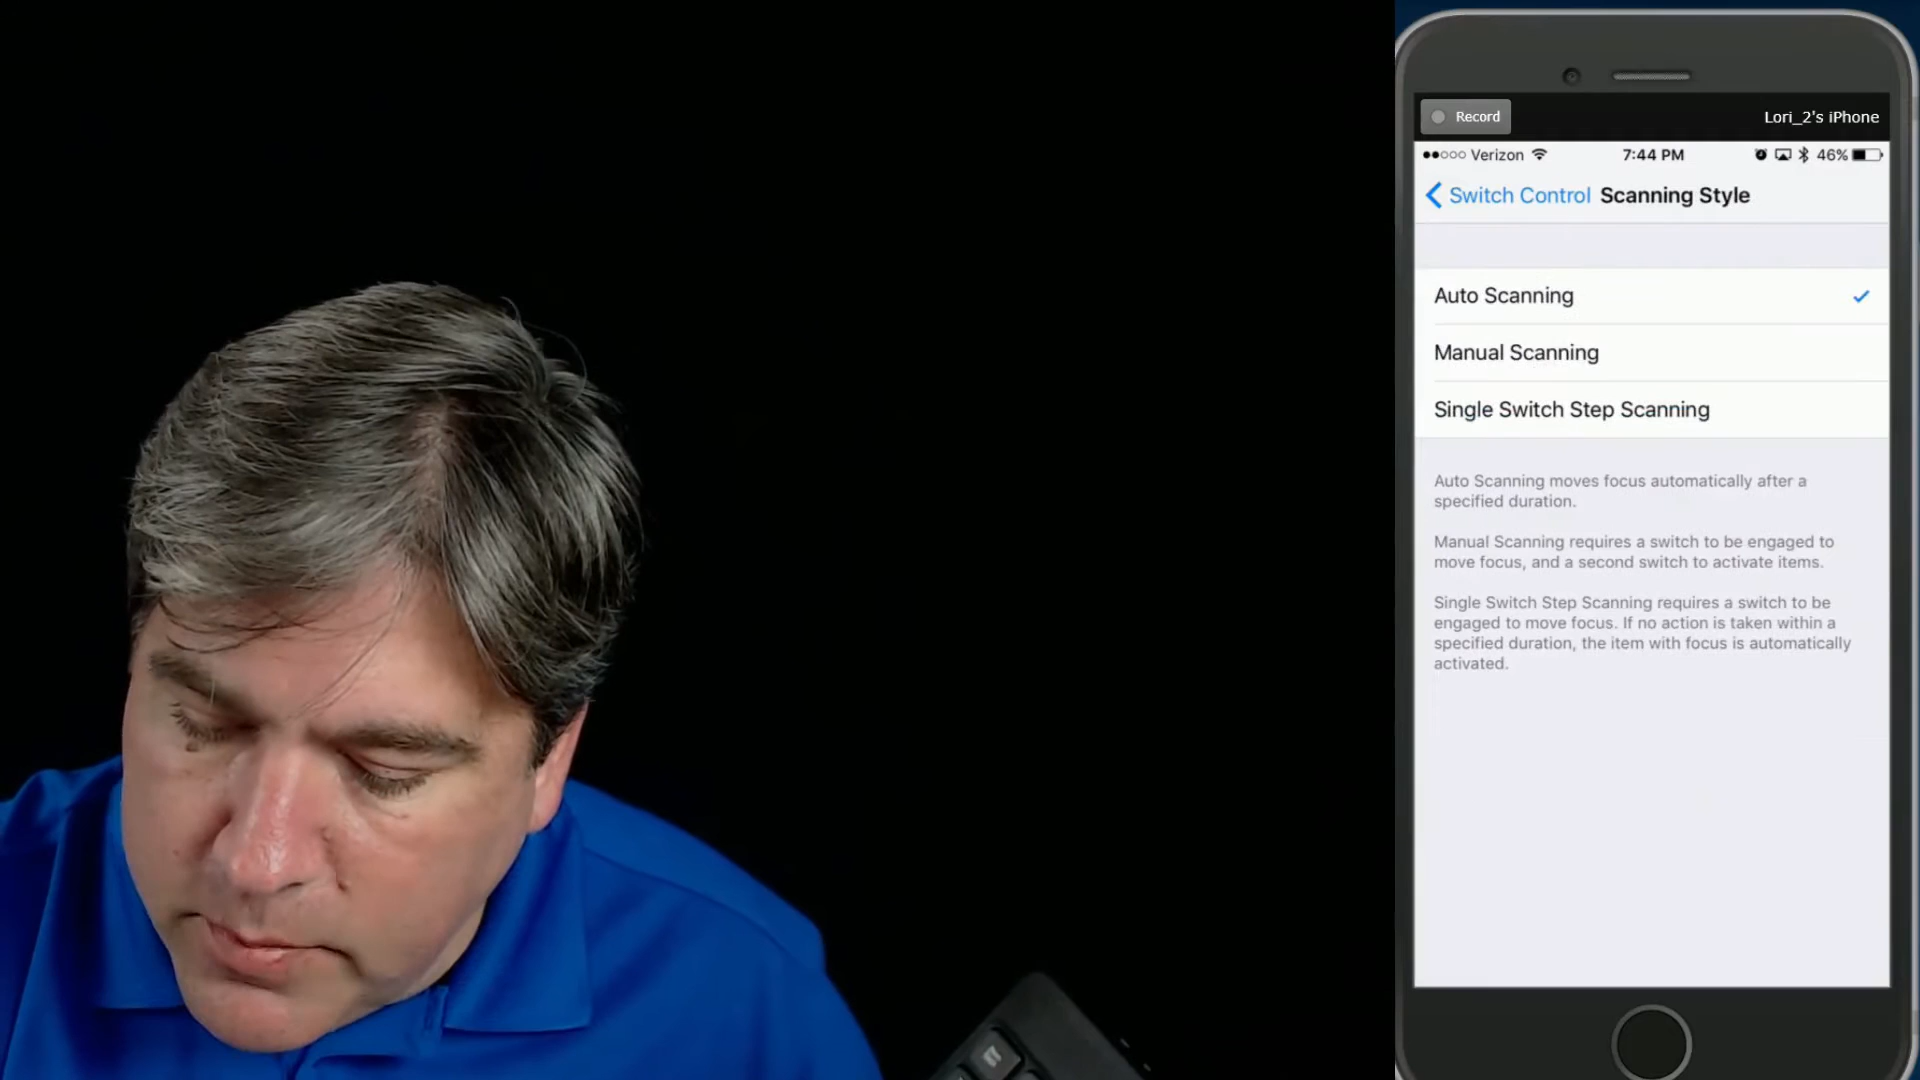 Record
Lori_2's iPhone
Verizon 7:44 PM 46%
Switch Control Scanning Style
Auto Scanning
Manual Scanning
Single Switch Step Scanning
Auto Scanning moves focus automatically after a
specified duration.
Manual Scanning requires a switch to be engaged to
move focus, and a second switch to activate items.
Single Switch Step Scanning requires a switch to be
engaged to move focus. If no action is taken within a
specified duration, the item with focus is automatically
activated.